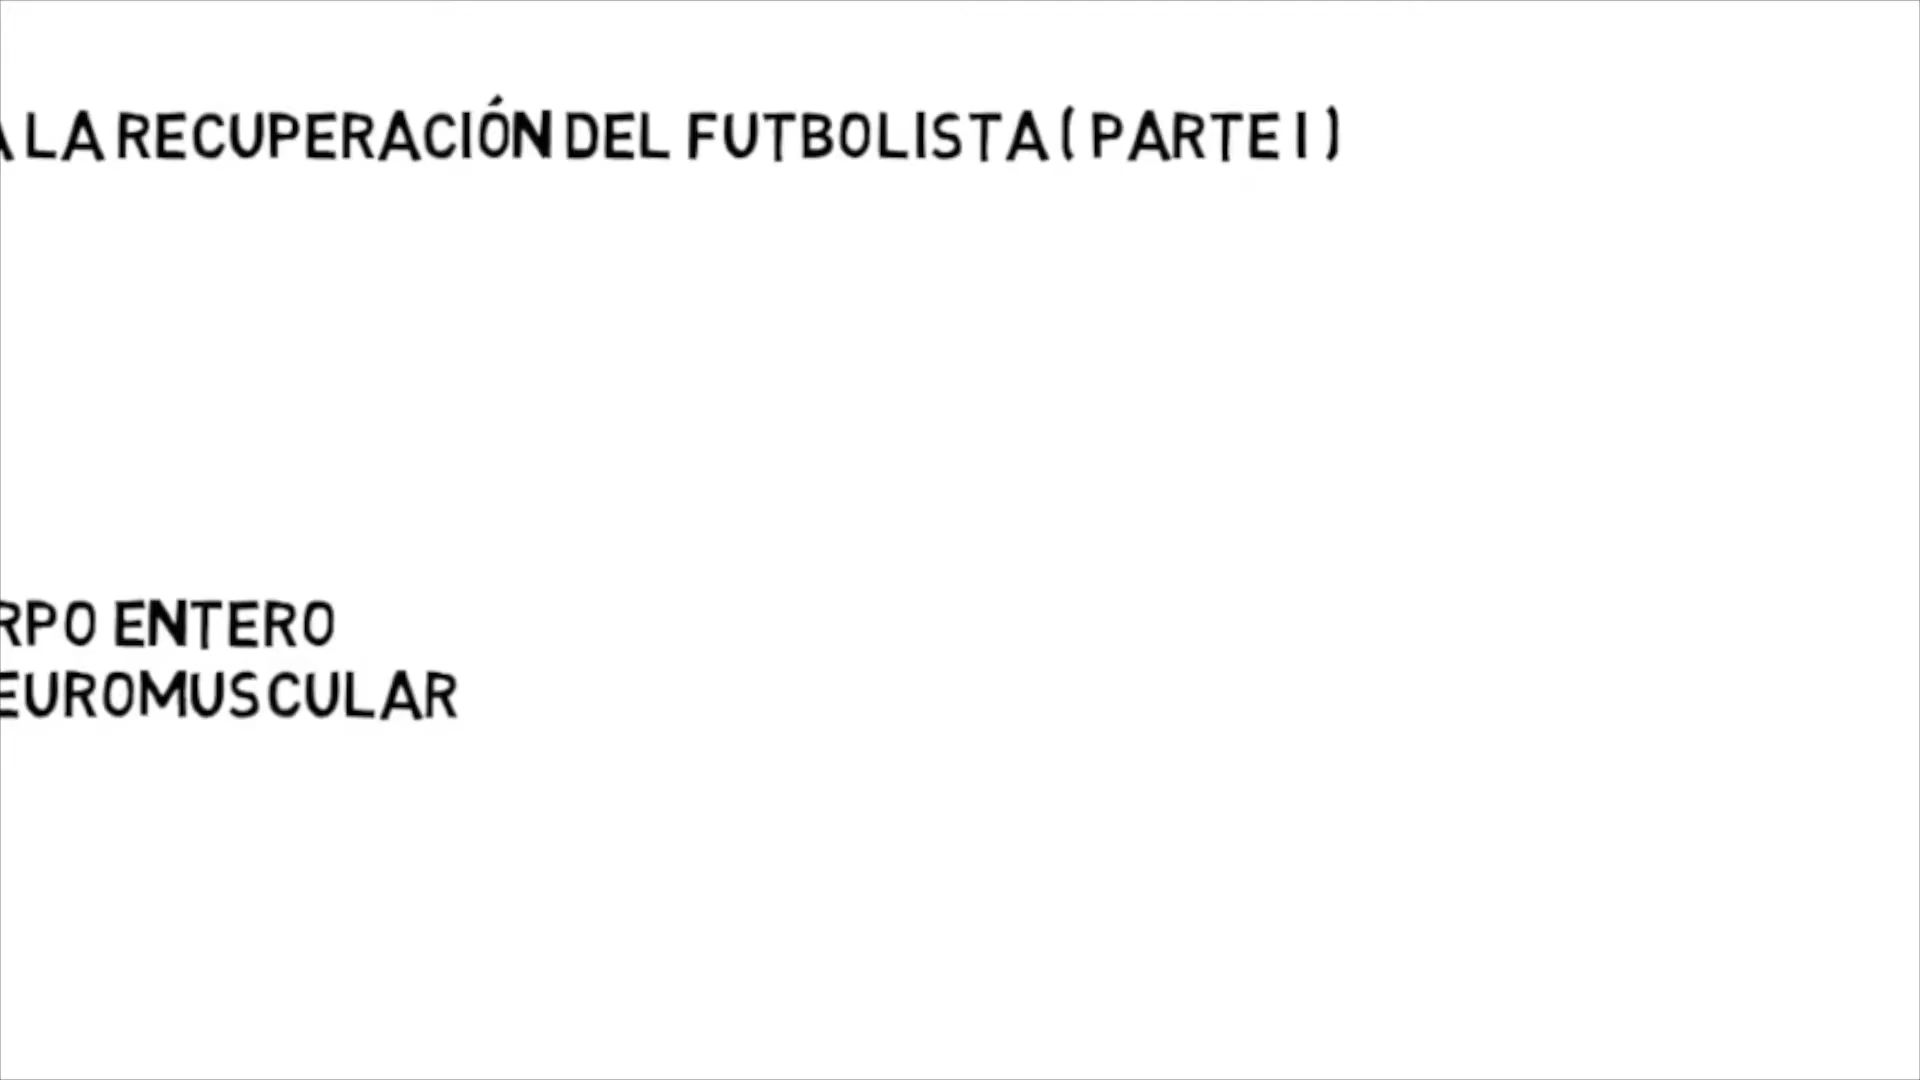 A LA RECUPERACIÓN DEL FUTBOLISTA ( PARTE I )
RPO ENTERO
EUROMUSCULAR